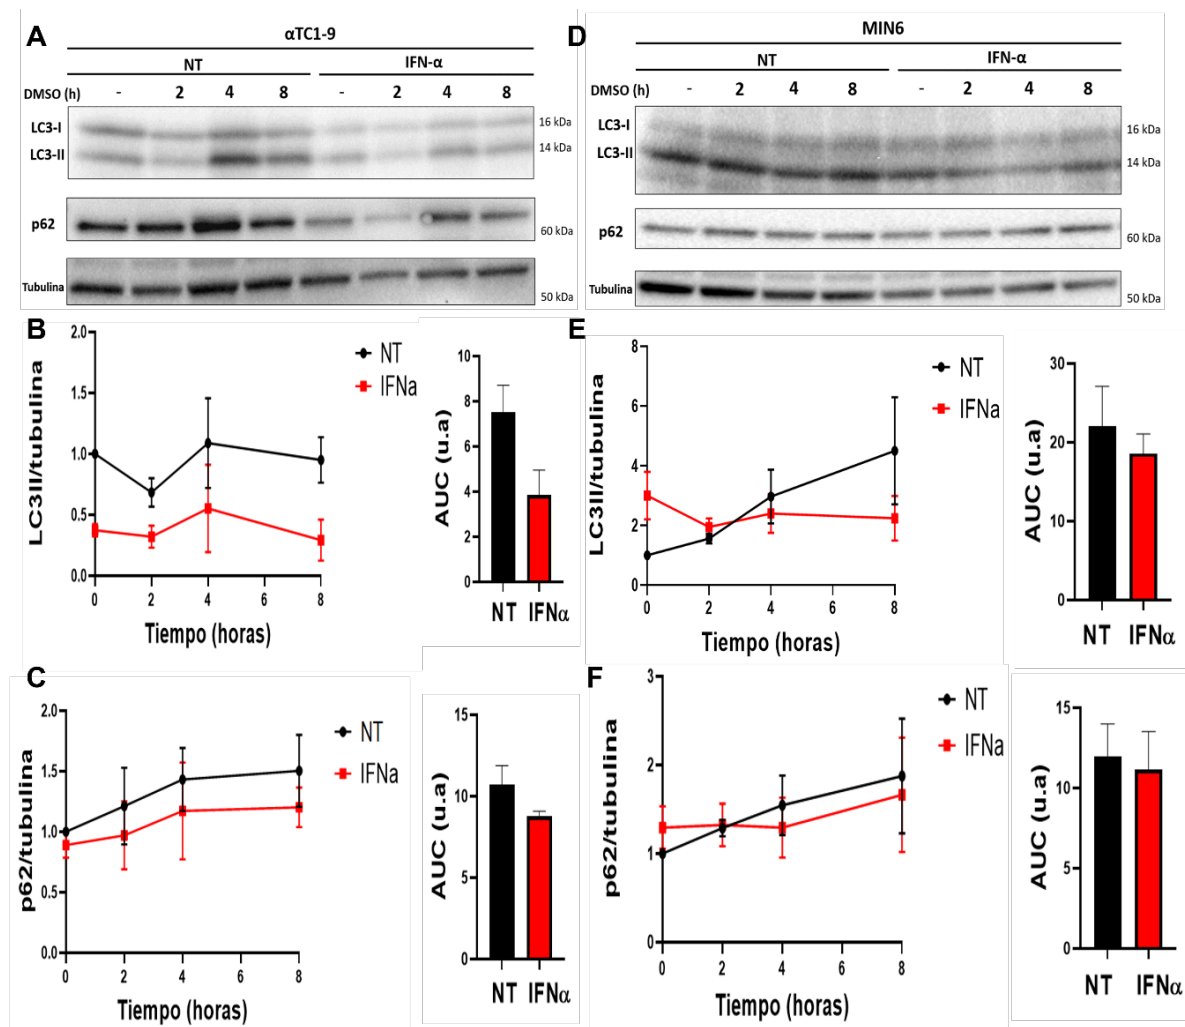 A
αTC1-9
NT IFN-α
DMSO (h) - 2 4 8 - 2 4 8
LC3-I
16 kDa
LC3-II
14 kDa
p62
60 kDa
Tubulina
50 kDa
D
MIN6
NT IFN-α
DMSO (h) - 2 4 8 - 2 4 8
LC3-I
16 kDa
LC3-II
14 kDa
p62
60 kDa
Tubulina
50 kDa
B
LC3II/tubulina
2.0
1.5
1.0
0.5
0.0
0 2 4 6 8
Tiempo (horas)
NT
IFNa
AUC (u.a)
10
8
6
4
2
0
NT IFNα
E
LC3II/tubulina
8
6
4
2
0
0 2 4 6 8
Tiempo (horas)
NT
IFNa
AUC (u.a)
30
20
10
0
NT IFNα
C
p62/tubulina
2.0
1.5
1.0
0.5
0.0
0 2 4 6 8
Tiempo (horas)
NT
IFNa
AUC (u.a)
15
10
5
0
NT IFNα
F
p62/tubulina
3
2
1
0
0 2 4 6 8
Tiempo (horas)
NT
IFNa
AUC (u.a)
15
10
5
0
NT IFNα